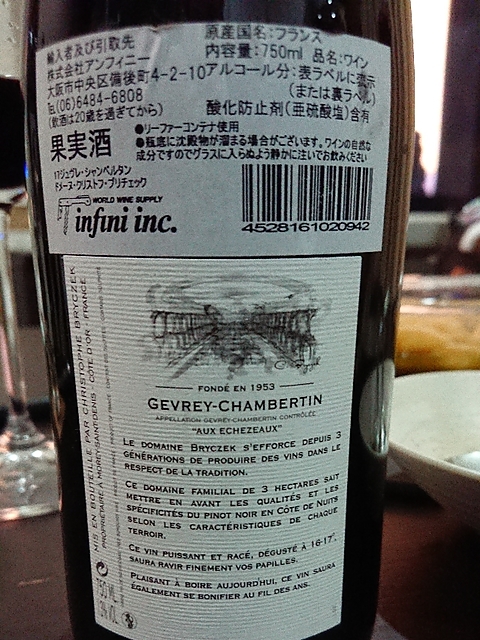 輸入者及び引取先
株式会社アンフィニー
大阪市中央区備後町4-2-10
Tel(06)6484-6808
(飲酒は20歳を過ぎてから)
原産国名:フランス
内容量:750ml 品名:ワイン
アルコール分:表ラベルに表示
(または裏ラベル)
酸化防止剤(亜硫酸塩)含有
果実酒
●リーファーコンテナ使用
●瓶底に沈殿物が溜まる場合がございます。ワインの自然な
成分ですのでグラスに入らぬよう静かに注いでお飲みください
17ジュヴレ・シャンベルタン
ドメーヌ・クリストフ・ブリチェック
WORLD WINE SUPPLY
infini inc.
4528161020942
FONDÉ EN 1953
GEVREY-CHAMBERTIN
APPELLATION GEVREY-CHAMBERTIN CONTRÔLÉE
"AUX ECHEZEAUX"
LE DOMAINE BRYCZEK S'EFFORCE DEPUIS 3
GÉNÉRATIONS DE PRODUIRE DES VINS DANS LE
RESPECT DE LA TRADITION.
CE DOMAINE FAMILIAL DE 3 HECTARES SAIT
METTRE EN AVANT LES QUALITÉS ET LES
SPÉCIFICITÉS DU PINOT NOIR EN CÔTE DE NUITS
SELON LES CARACTÉRISTIQUES DE CHAQUE
TERROIR.
CE VIN PUISSANT ET RACÉ, DÉGUSTÉ À 16-17°,
SAURA RAVIR FINEMENT VOS PAPILLES.
PLAISANT À BOIRE AUJOURD'HUI, CE VIN SAURA
ÉGALEMENT SE BONIFIER AU FIL DES ANS.
MIS EN BOUTEILLE PAR CHRISTOPHE BRYCZEK
PROPRIÉTAIRE À MOREY-SAINT-DENIS - CÔTE D'OR - FRANCE